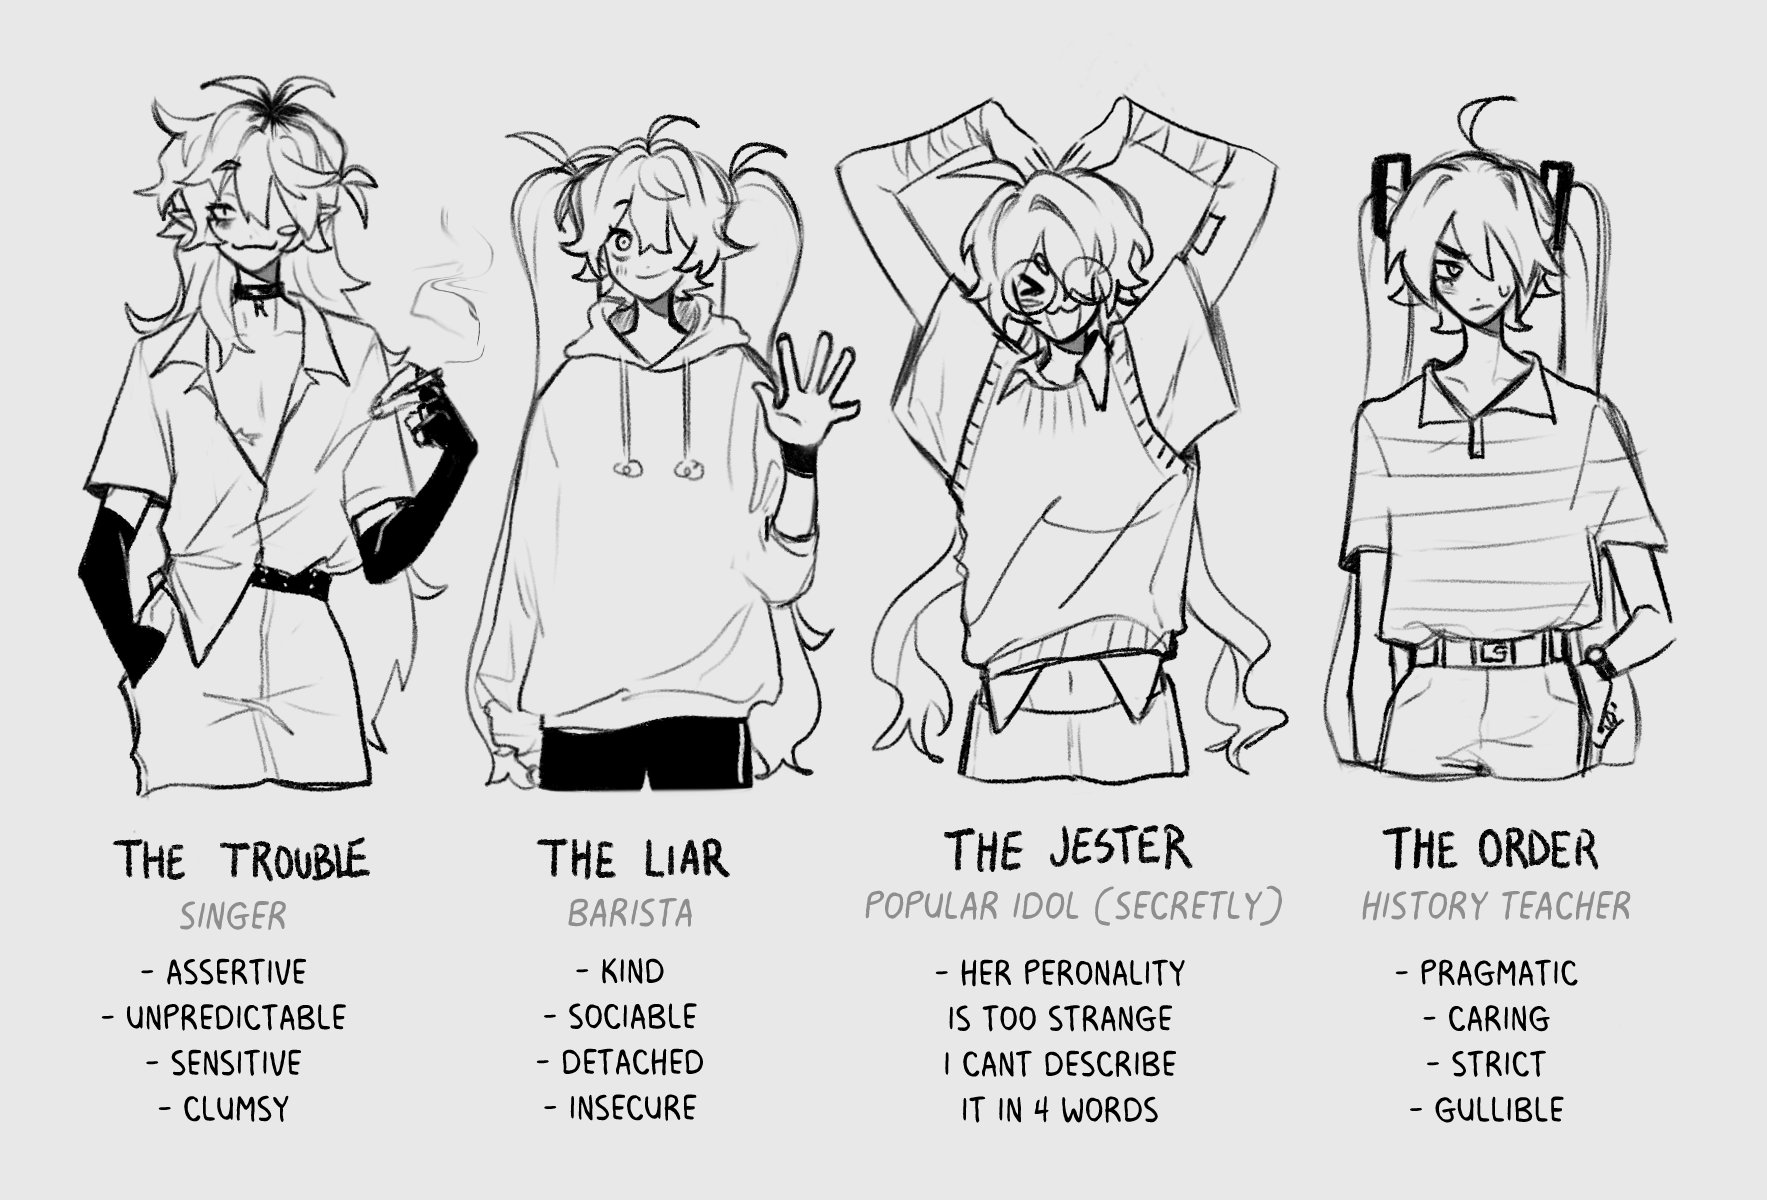 THE TROUBLE
SINGER
- ASSERTIVE
- UNPREDICTABLE
- SENSITIVE
- CLUMSY
THE LIAR
BARISTA
- KIND
- SOCIABLE
- DETACHED
- INSECURE
THE JESTER
POPULAR IDOL (SECRETLY)
- HER PERONALITY
IS TOO STRANGE
I CANT DESCRIBE
IT IN 4 WORDS
THE ORDER
HISTORY TEACHER
- PRAGMATIC
- CARING
- STRICT
- GULLIBLE